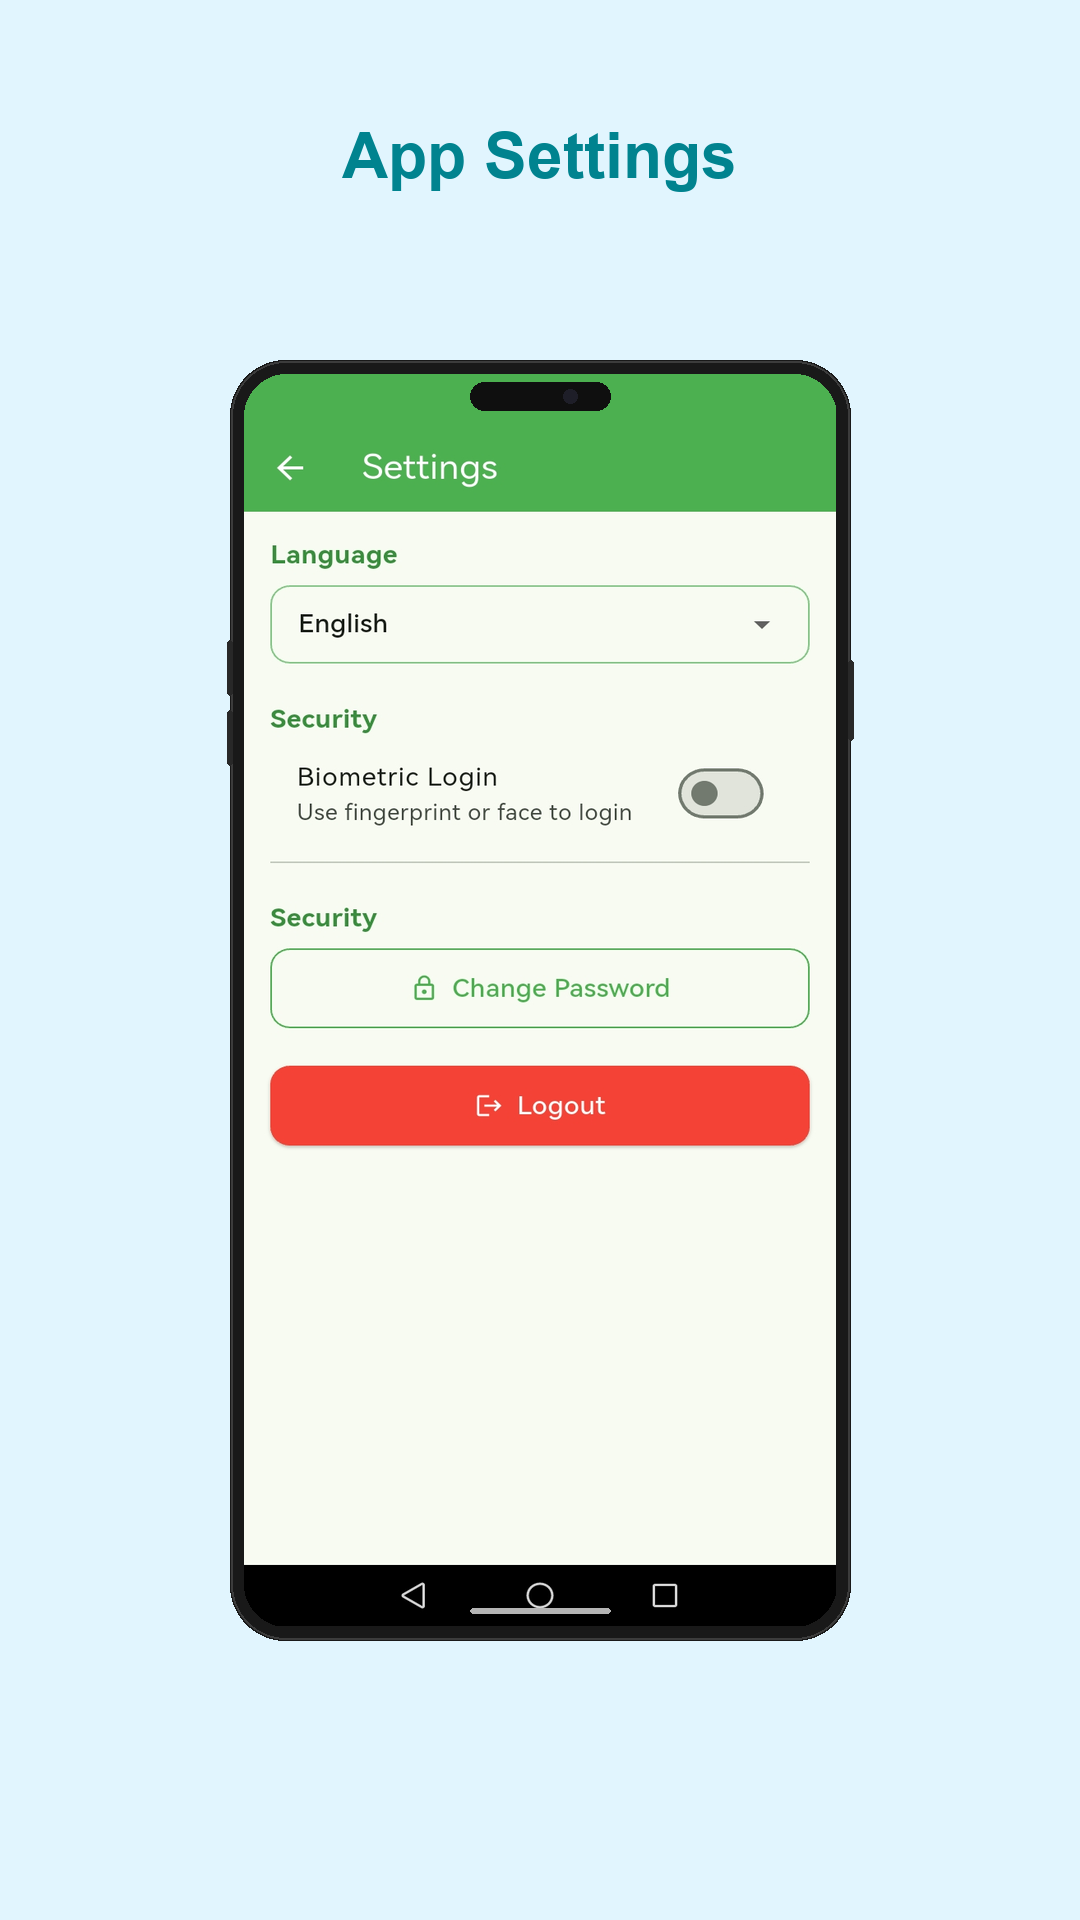 App Settings
Settings
Language
English
Security
Biometric Login
Use fingerprint or face to login
Security
Change Password
Logout